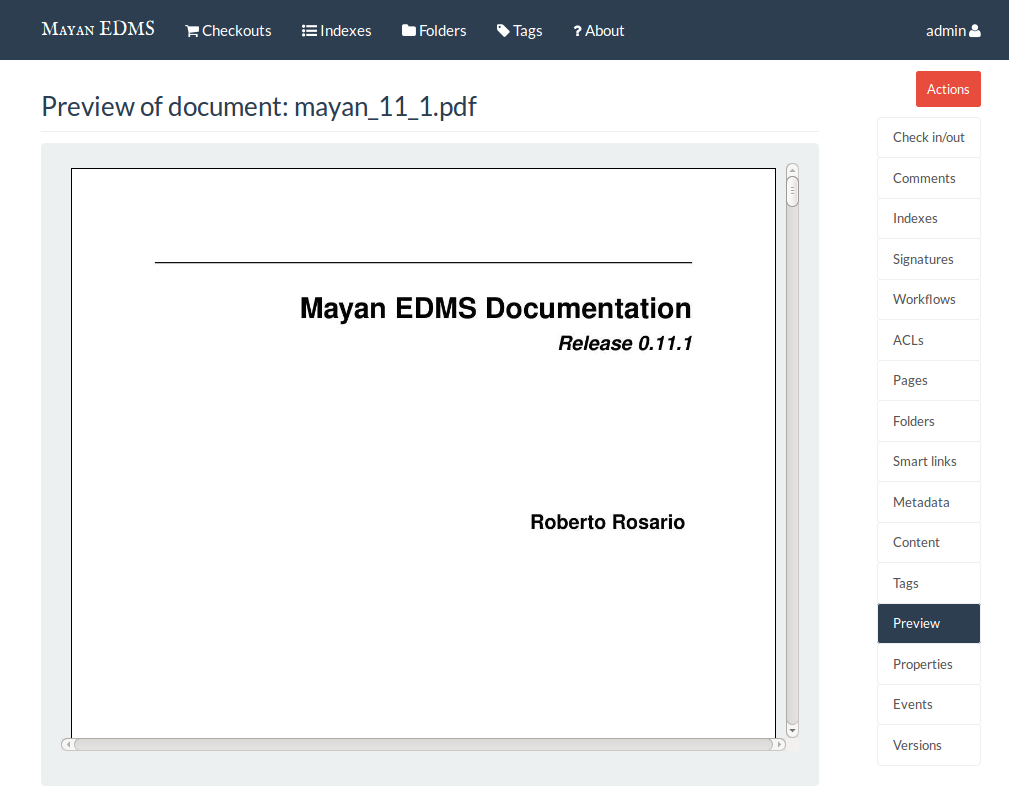 Mayan EDMS Checkouts Indexes Folders Tags ? About admin
Preview of document: mayan_11_1.pdf
Mayan EDMS Documentation
Release 0.11.1
Roberto Rosario
Actions
Check in/out
Comments
Indexes
Signatures
Workflows
ACLs
Pages
Folders
Smart links
Metadata
Content
Tags
Preview
Properties
Events
Versions